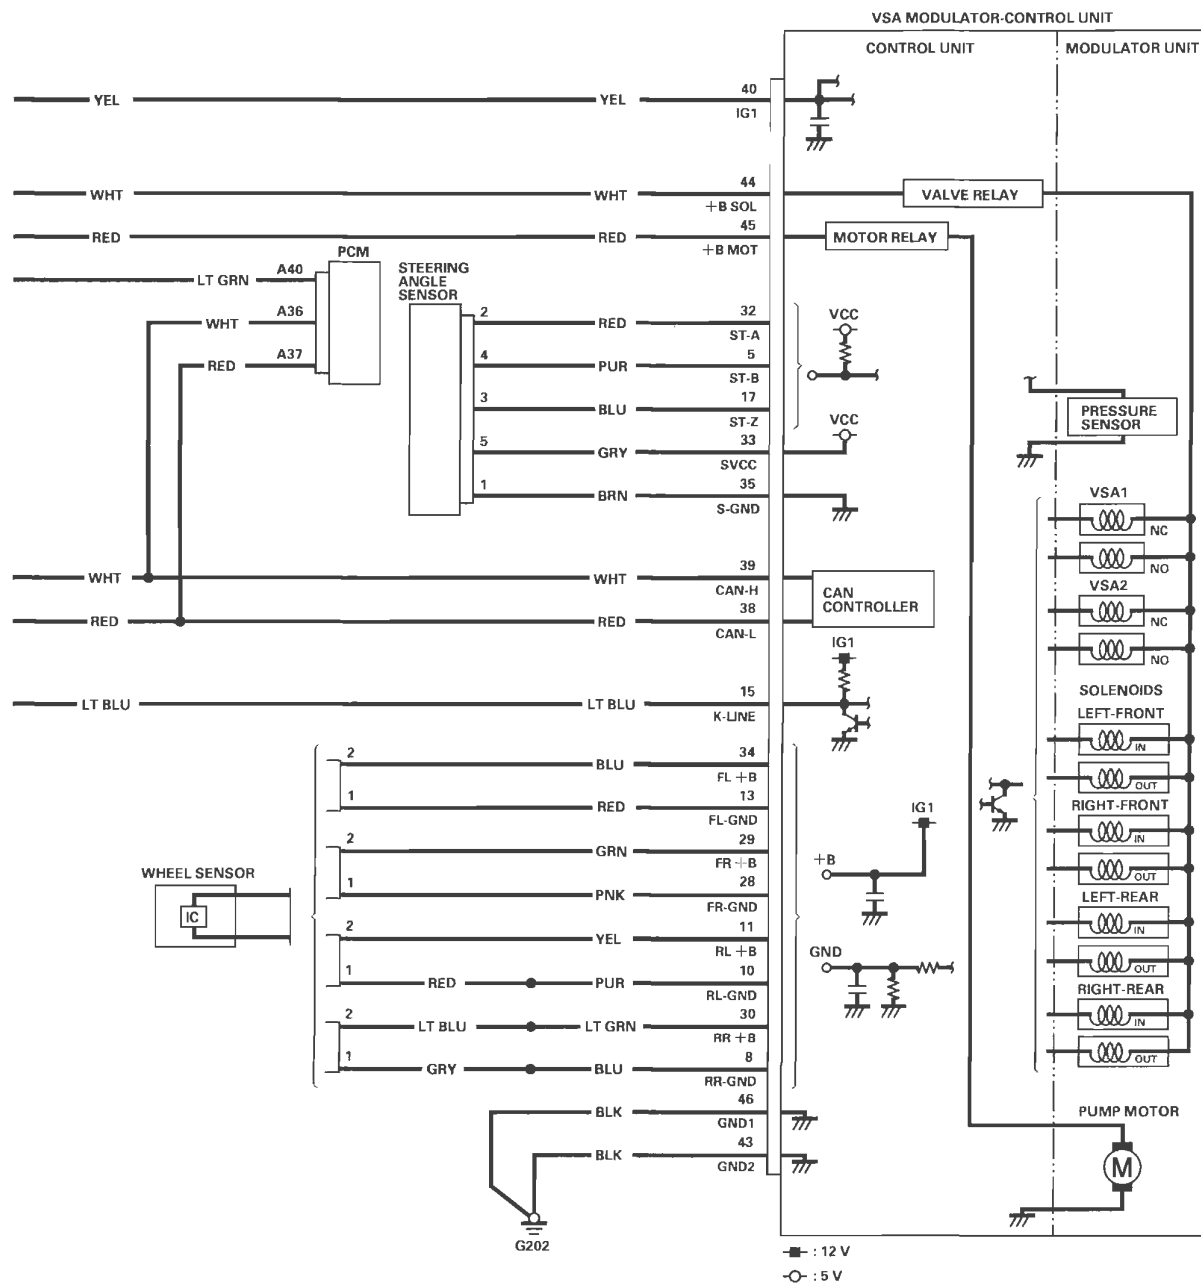 VSA MODULATOR-CONTROL UNIT
CONTROL UNIT
MODULATOR UNIT
YEL
YEL
40
IG1
WHT
WHT
44
+B SOL
VALVE RELAY
RED
RED
45
+B MOT
MOTOR RELAY
PCM
LT GRN
A40
WHT
A36
RED
A37
STEERING
ANGLE
SENSOR
2
RED
32
ST-A
4
PUR
5
ST-B
3
BLU
17
ST-Z
5
GRY
33
SVCC
1
BRN
35
S-GND
VCC
VCC
PRESSURE
SENSOR
WHT
WHT
39
CAN-H
RED
RED
38
CAN-L
CAN
CONTROLLER
IG1
LT BLU
LT BLU
15
K-LINE
VSA1
NC
NO
VSA2
NC
NO
SOLENOIDS
LEFT-FRONT
IN
OUT
RIGHT-FRONT
IN
OUT
LEFT-REAR
IN
OUT
RIGHT-REAR
IN
OUT
WHEEL SENSOR
IC
2
BLU
34
FL +B
1
RED
13
FL-GND
2
GRN
29
FR +B
1
PNK
28
FR-GND
2
YEL
11
RL +B
1
RED
PUR
10
RL-GND
2
LT BLU
LT GRN
30
RR +B
1
GRY
BLU
8
RR-GND
IG1
+B
GND
BLK
46
GND1
BLK
43
GND2
G202
PUMP MOTOR
M
: 12 V
: 5 V